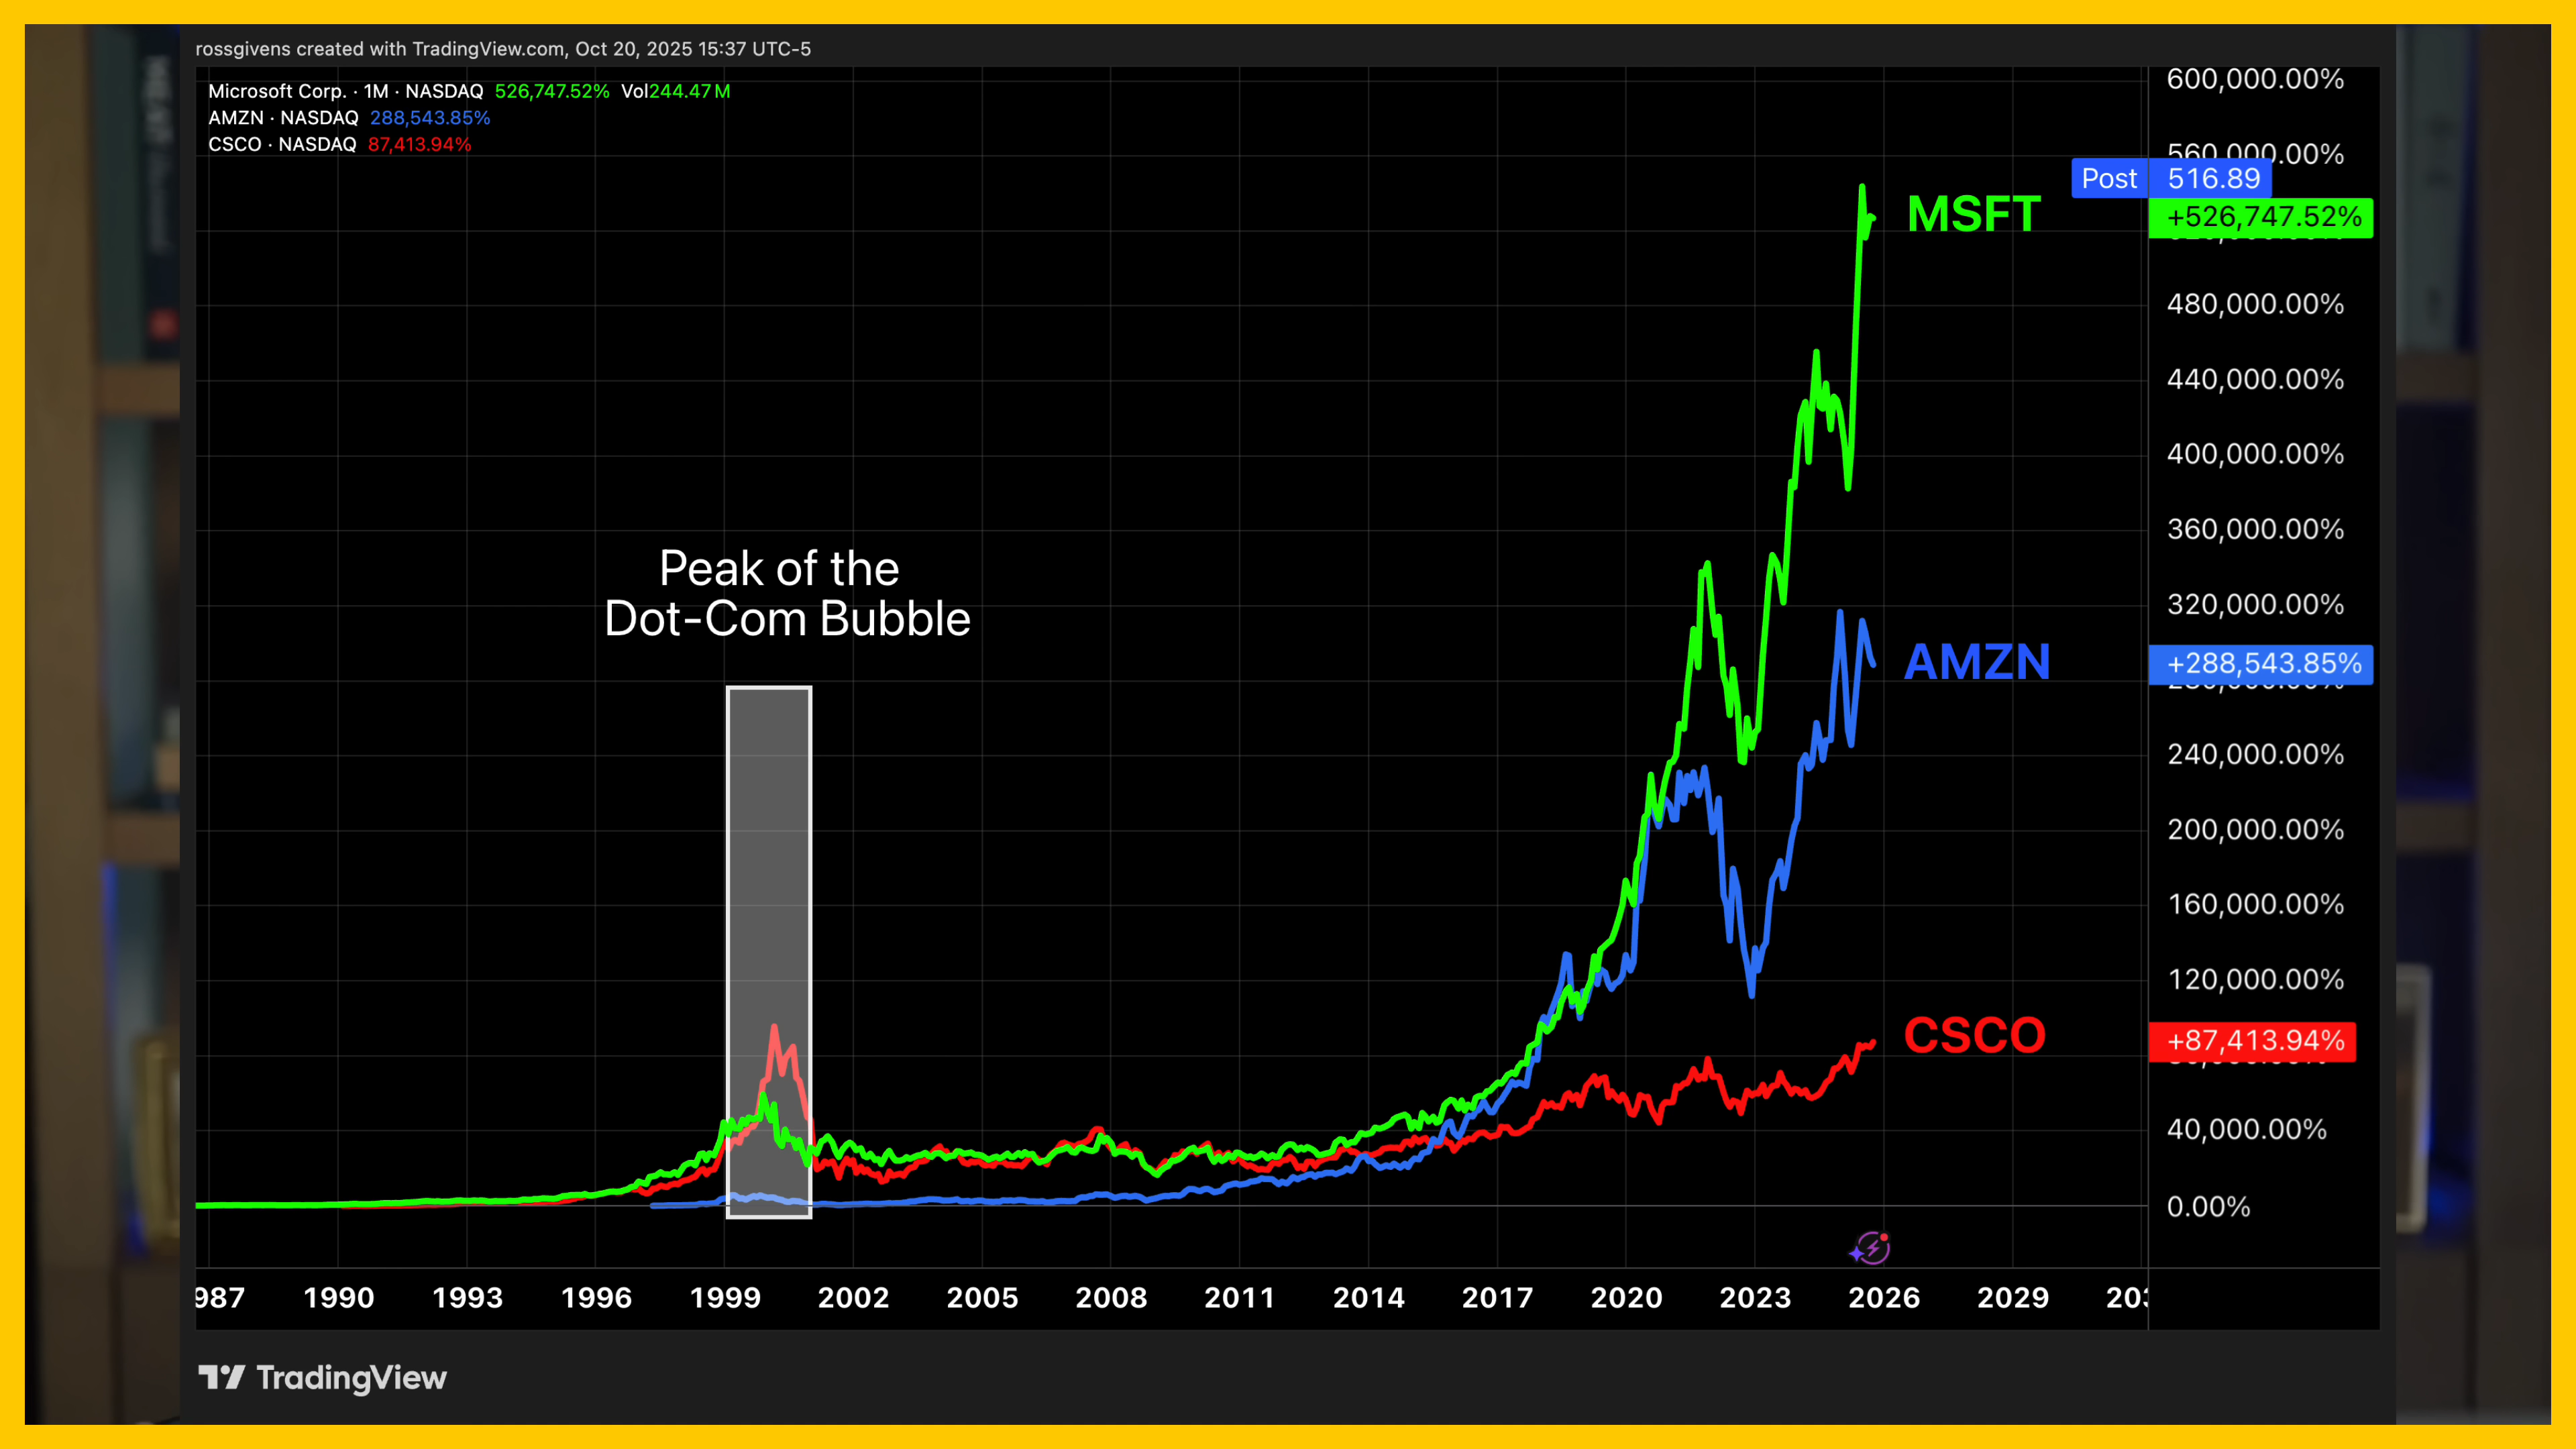 rossgivens created with TradingView.com, Oct 20, 2025 15:37 UTC-5
Microsoft Corp. · 1M · NASDAQ 526,747.52% Vol244.47 M
AMZN · NASDAQ 288,543.85%
CSCO · NASDAQ 87,413.94%
600,000.00%
560,000.00%
Post 516.89
MSFT +526,747.52%
480,000.00%
440,000.00%
400,000.00%
360,000.00%
Peak of the
Dot-Com Bubble
320,000.00%
AMZN +288,543.85%
240,000.00%
200,000.00%
160,000.00%
120,000.00%
CSCO +87,413.94%
40,000.00%
0.00%
987 1990 1993 1996 1999 2002 2005 2008 2011 2014 2017 2020 2023 2026 2029
TradingView